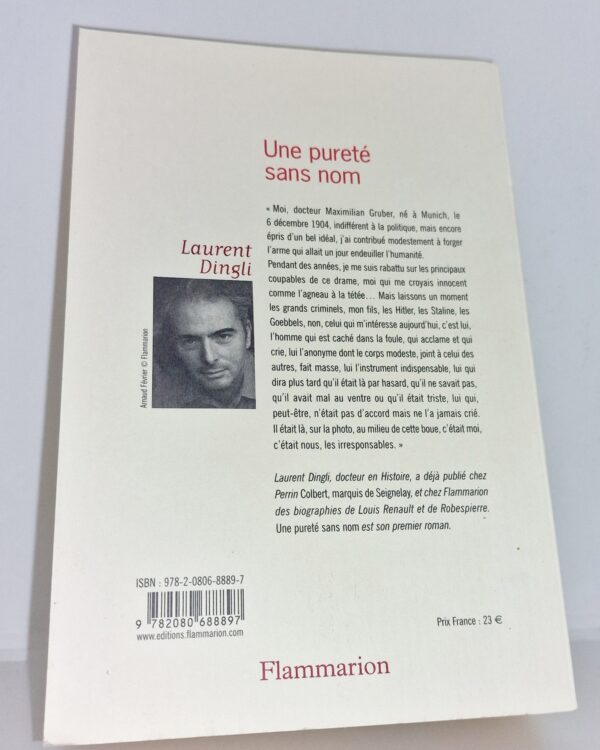 Une pureté
sans nom
« Moi, docteur Maximilian Gruber, né à Munich, le
6 décembre 1904, indifférent à la politique, mais encore
épris d'un bel idéal, j'ai contribué modestement à forger
l'arme qui allait un jour endeuiller l'humanité.
Pendant des années, je me suis rabattu sur les principaux
coupables de ce drame, moi qui me croyais innocent
comme l'agneau à la tétée... Mais laissons un moment
les grands criminels, mon fils, les Hitler, les Staline, les
Goebbels, non, celui qui m'intéresse aujourd'hui, c'est lui,
l'homme qui est caché dans la foule, qui acclame et qui
crie, lui l'anonyme dont le corps modeste, joint à celui des
autres, fait masse, lui l'instrument indispensable, lui qui
dira plus tard qu'il était là par hasard, qu'il ne savait pas,
qu'il avait mal au ventre ou qu'il était triste, lui qui,
peut-être, n'était pas d'accord mais ne l'a jamais crié.
Il était là, sur la photo, au milieu de cette boue, c'était moi,
c'était nous, les irresponsables. »
Laurent
Dingli
Arnaud Février © Flammarion
Laurent Dingli, docteur en Histoire, a déjà publié chez
Perrin Colbert, marquis de Seignelay, et chez Flammarion
des biographies de Louis Renault et de Robespierre.
Une pureté sans nom est son premier roman.
ISBN : 978-2-0806-8889-7
9 782080 688897
www.editions.flammarion.com
Prix France : 23 €
Flammarion